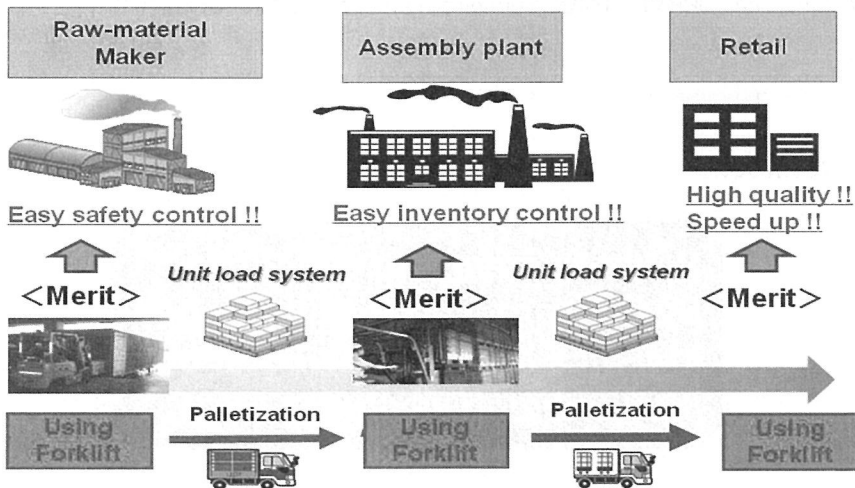 Raw-material
Maker
Assembly plant
Retail
Easy safety control !!
Easy inventory control !!
High quality !!
Speed up !!
<Merit>
Unit load system
<Merit>
Unit load system
<Merit>
Using
Forklift
Palletization
Using
Forklift
Palletization
Using
Forklift